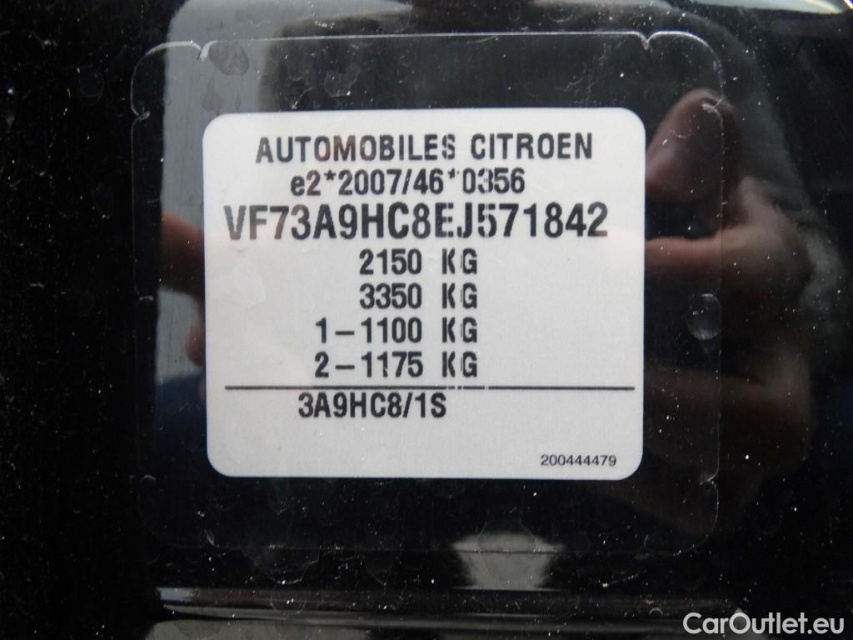 AUTOMOBILES CITROEN
e2*2007/46*0356
VF73A9HC8EJ571842
2150 KG
3350 KG
1-1100 KG
2-1175 KG
3A9HC8/1S
200444479
CarOutlet.eu